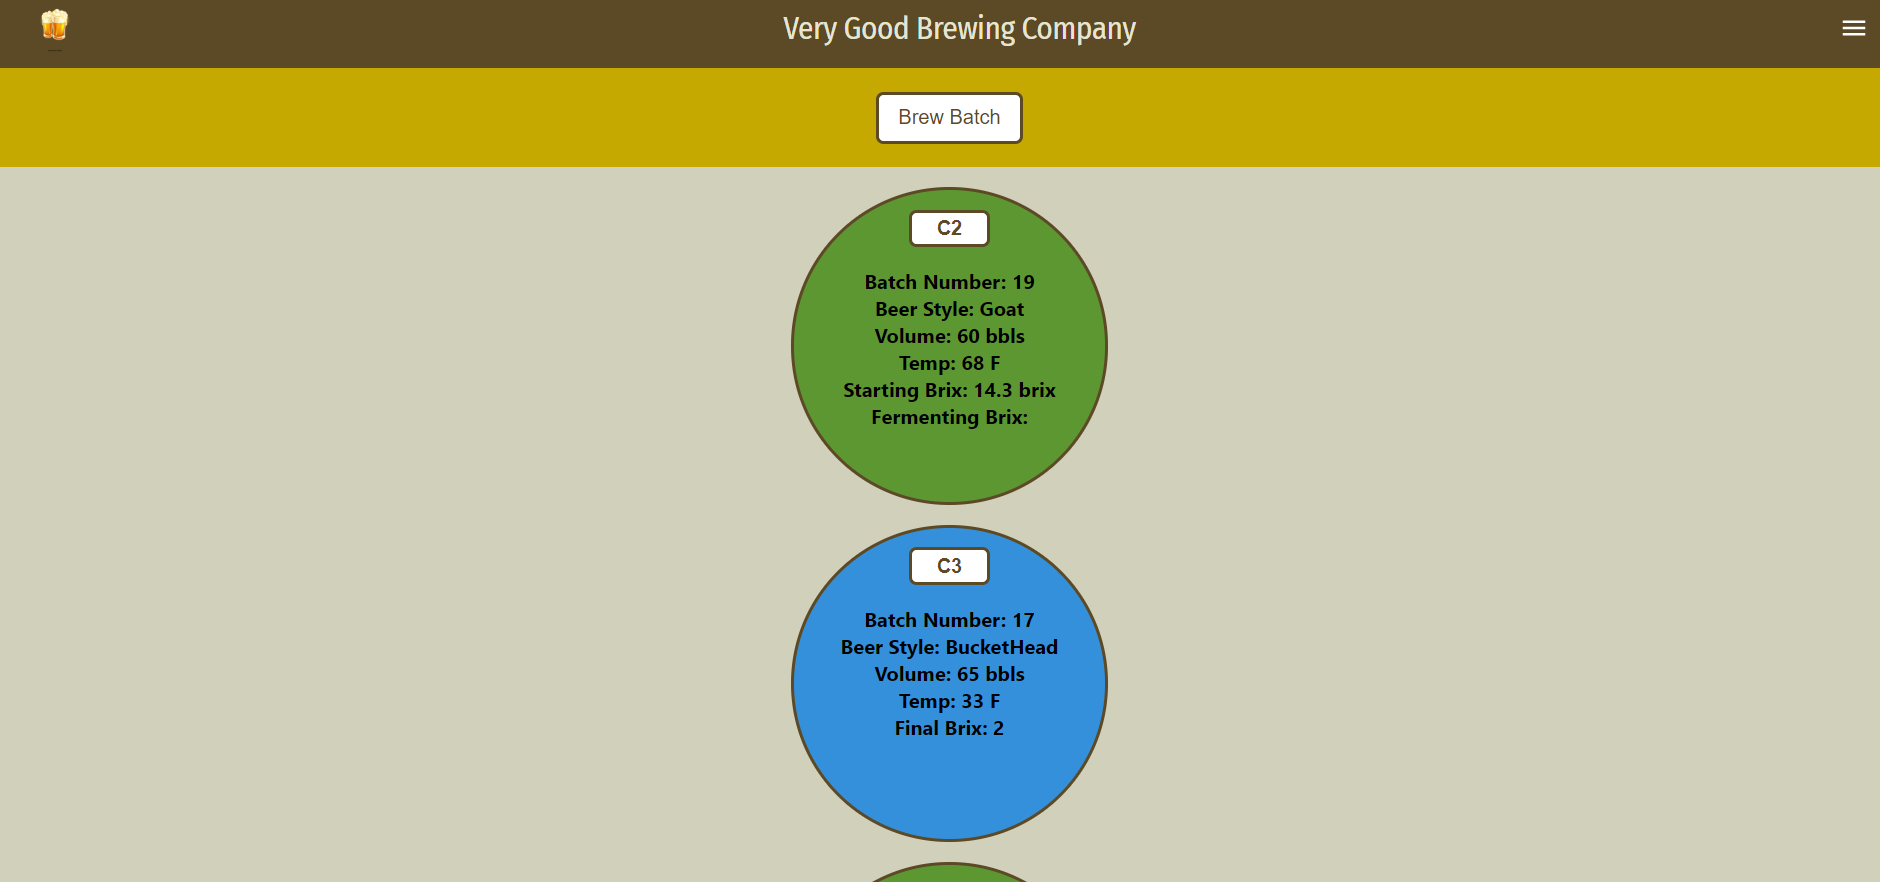 Very Good Brewing Company
Brew Batch
C2
Batch Number: 19
Beer Style: Goat
Volume: 60 bbls
Temp: 68 F
Starting Brix: 14.3 brix
Fermenting Brix:
C3
Batch Number: 17
Beer Style: BucketHead
Volume: 65 bbls
Temp: 33 F
Final Brix: 2